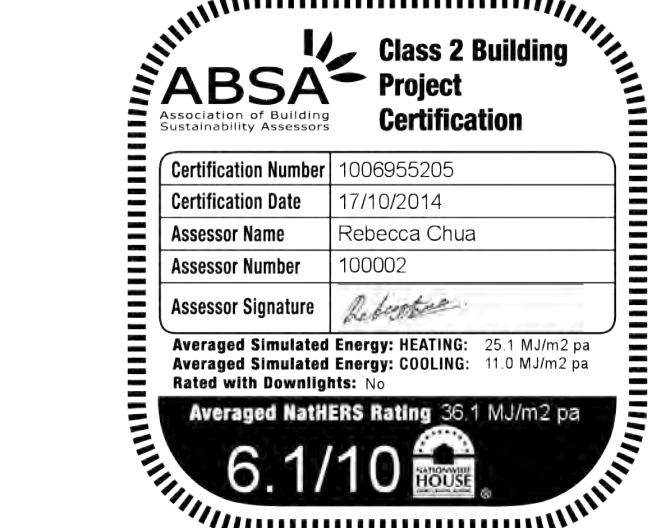 ABSA
Association of Building
Sustainability Assessors
Class 2 Building
Project
Certification
Certification Number 1006955205
Certification Date 17/10/2014
Assessor Name Rebecca Chua
Assessor Number 100002
Assessor Signature
Averaged Simulated Energy: HEATING: 25.1 MJ/m2 pa
Averaged Simulated Energy: COOLING: 11.0 MJ/m2 pa
Rated with Downlights: No
Averaged NatHERS Rating 36.1 MJ/m2 pa
6.1/10
NATIONWIDE
HOUSE
®